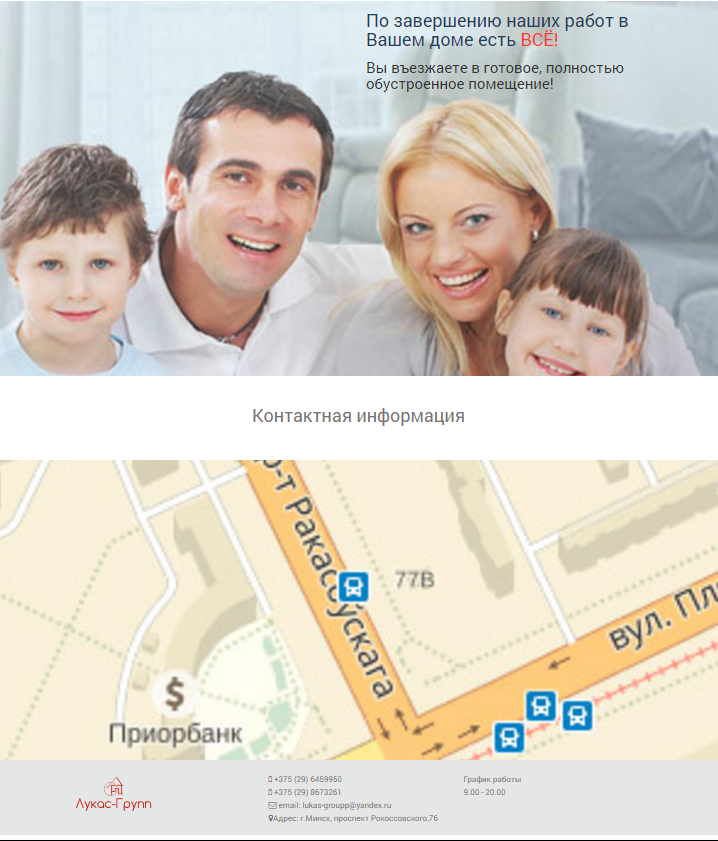 По завершению наших работ в
Вашем доме есть ВСЁ!
Вы въезжаете в готовое, полностью
обустроенное помещение!
Контактная информация
Ракасоўскага
77В
вул.
$
Приорбанк
Лукас-Групп
+375 (29) 6459950
+375 (29) 8673261
email: lukas-groupp@yandex.ru
Адрес: г.Минск, проспект Рокоссовского,76
График работы
9.00 - 20.00